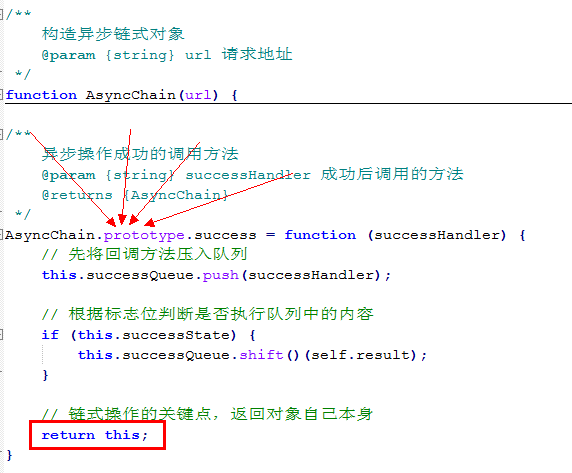 /**
构造异步链式对象
@param {string} url 请求地址
*/
function AsyncChain(url) {
/**
异步操作成功的调用方法
@param {string} successHandler 成功后调用的方法
@returns {AsyncChain}
*/
AsyncChain.prototype.success = function (successHandler) {
// 先将回调方法压入队列
this.successQueue.push(successHandler);
// 根据标志位判断是否执行队列中的内容
if (this.successState) {
this.successQueue.shift()(self.result);
}
// 链式操作的关键点，返回对象自己本身
return this;
}